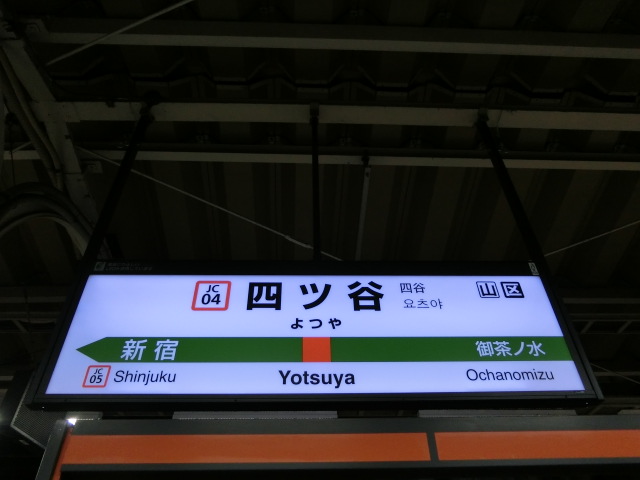 JC
04
四ツ谷
四谷
요츠야
山 区
よつや
新宿
御茶ノ水
JC
05
Shinjuku
Yotsuya
Ochanomizu